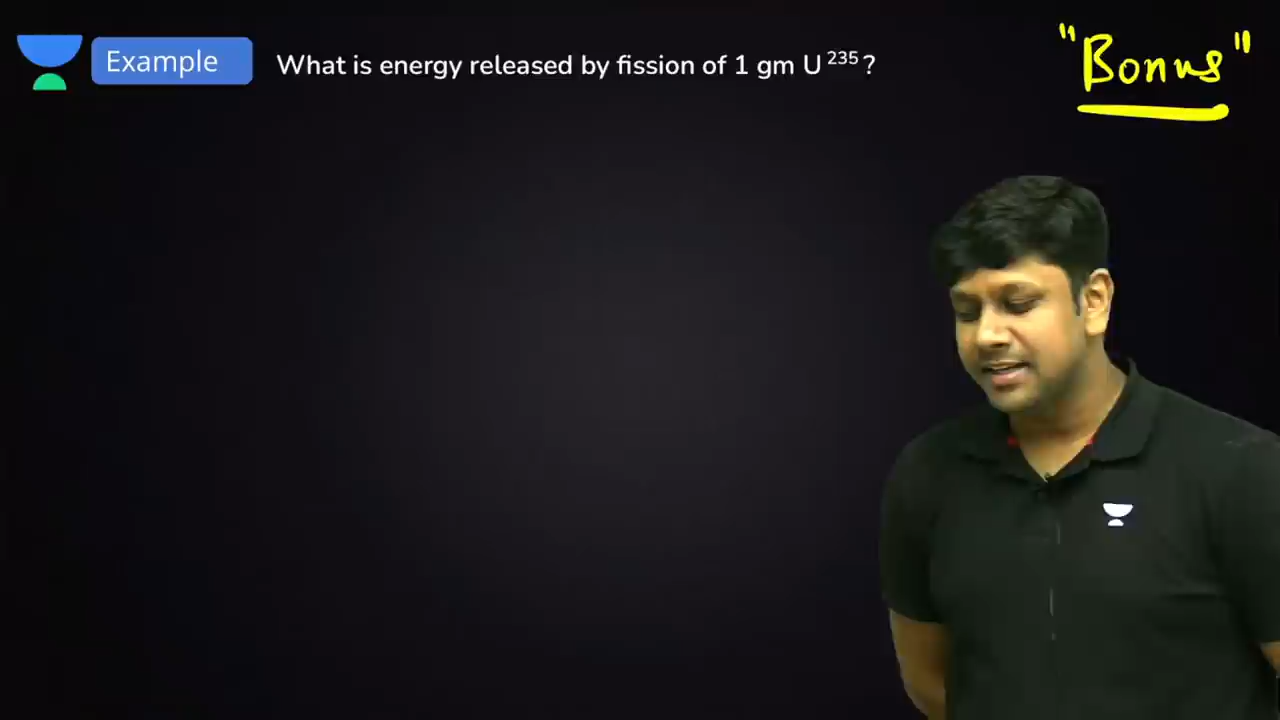 Example What is energy released by fission of 1 gm U²³⁵?
"Bonus"